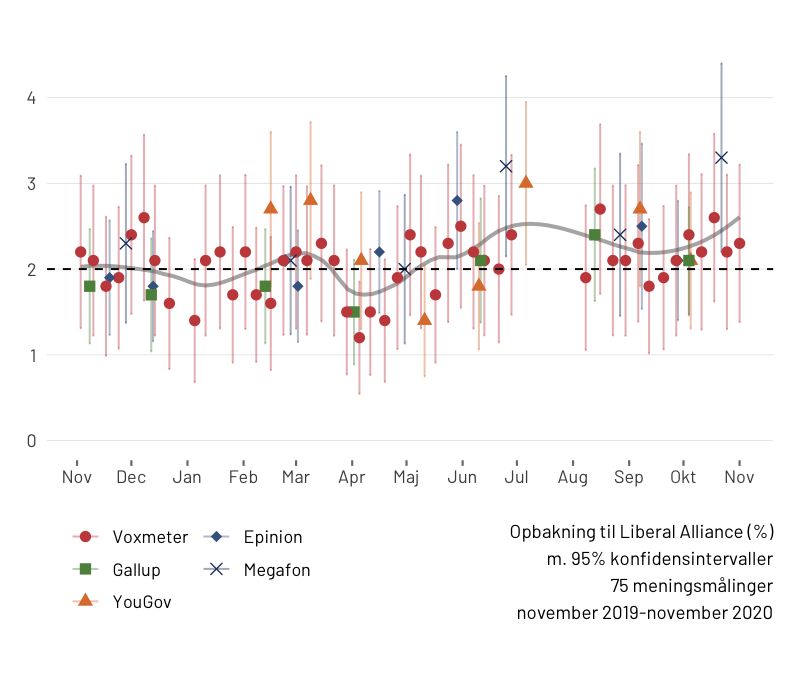 4
3
2
1
0
Nov Dec Jan Feb Mar Apr Maj Jun Jul Aug Sep Okt Nov
Voxmeter Epinion
Gallup Megafon
YouGov
Opbakning til Liberal Alliance (%)
m. 95% konfidensintervaller
75 meningsmålinger
november 2019-november 2020